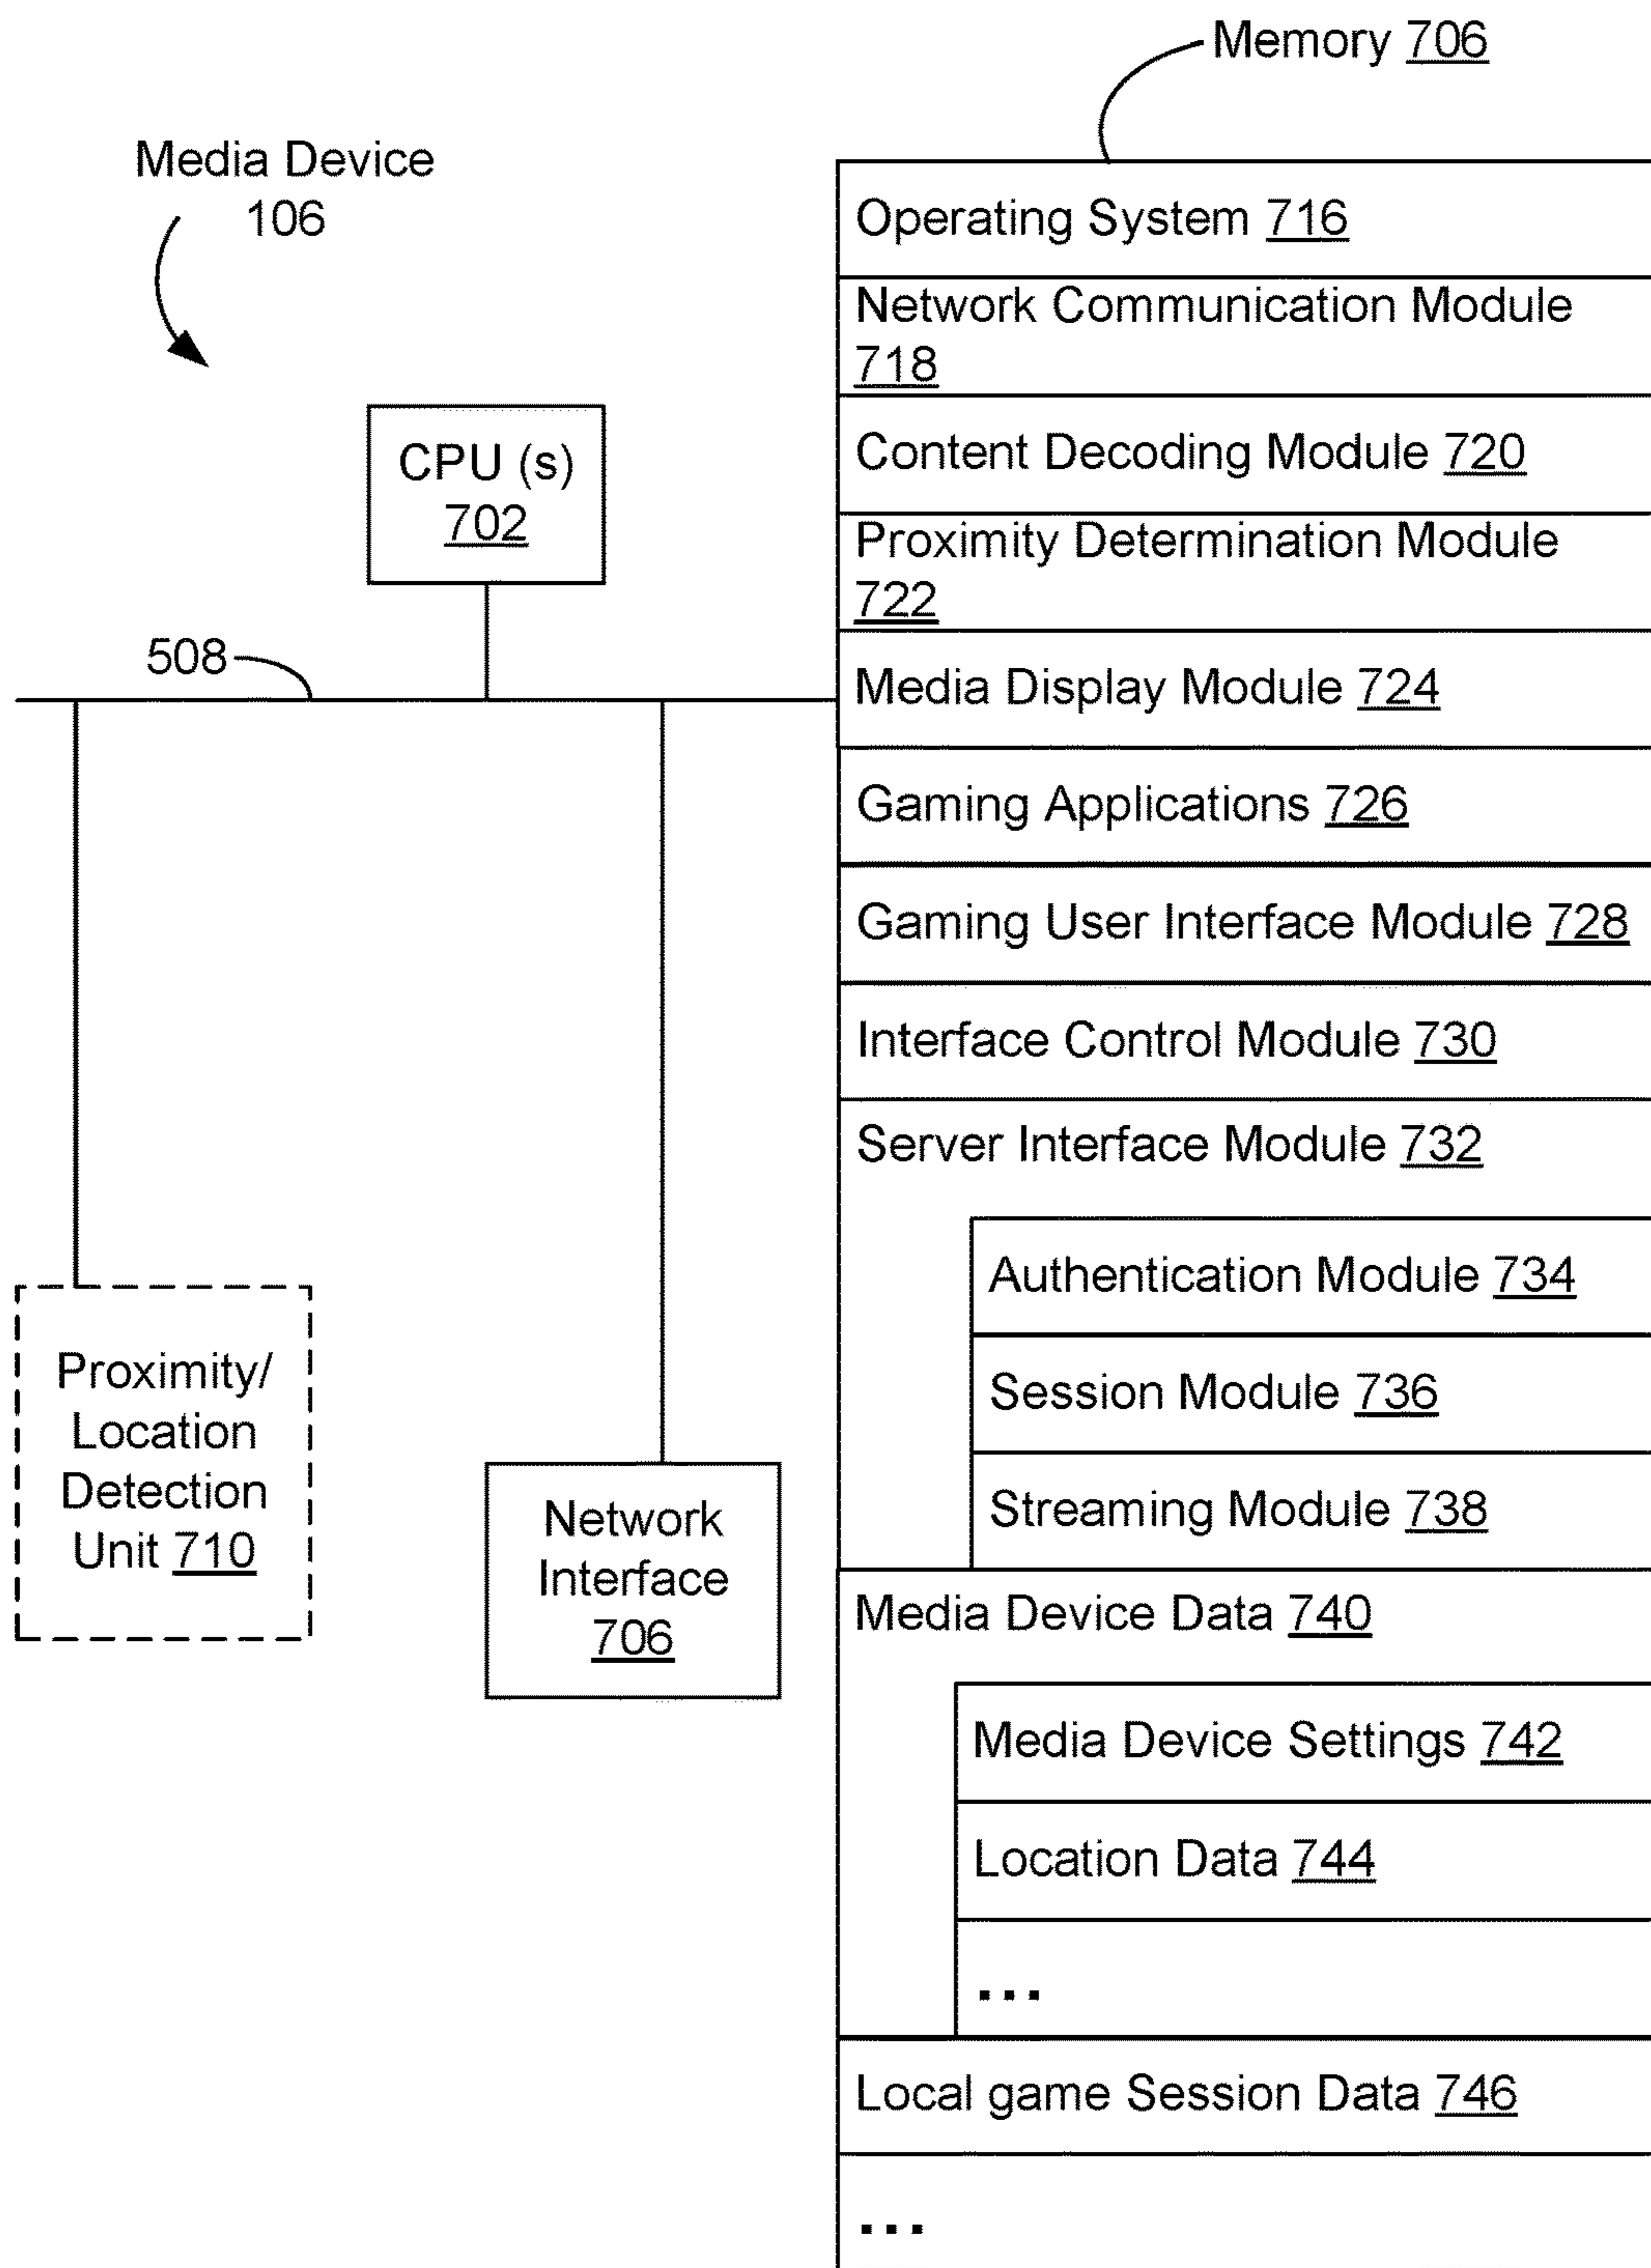 Memory 706
Media Device
106
Operating System 716
Network Communication Module
718
CPU (s)
702
Content Decoding Module 720
Proximity Determination Module
722
508
Media Display Module 724
Gaming Applications 726
Gaming User Interface Module 728
Interface Control Module 730
Server Interface Module 732
Authentication Module 734
Session Module 736
Streaming Module 738
Proximity/
Location
Detection
Unit 710
Network
Interface
706
Media Device Data 740
Media Device Settings 742
Location Data 744
...
Local game Session Data 746
...